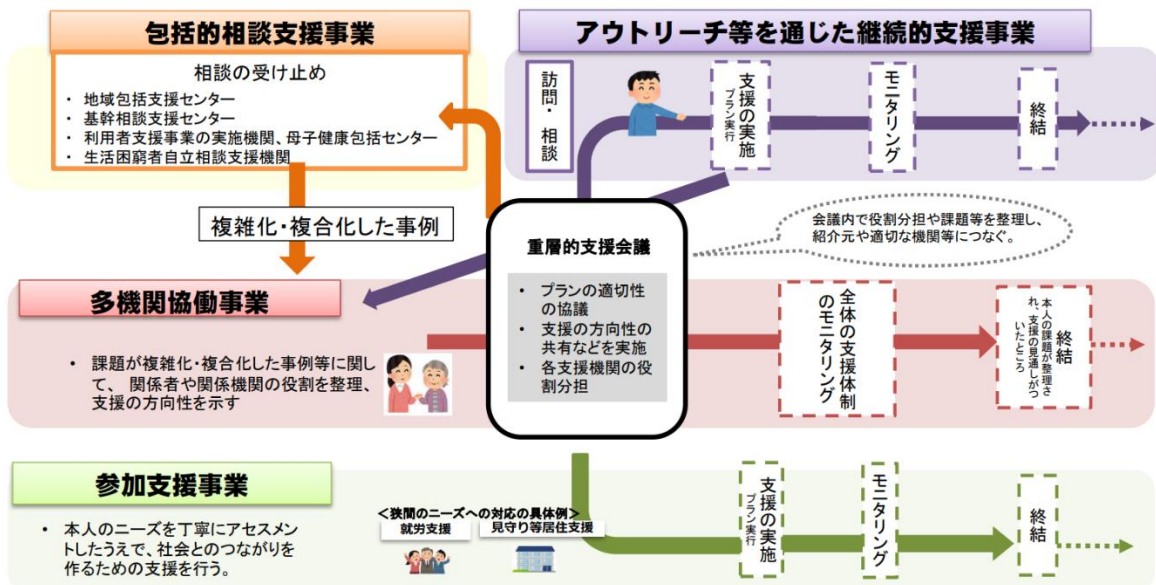 包括的相談支援事業
相談の受け止め
・ 地域包括支援センター
・ 基幹相談支援センター
・ 利用者支援事業の実施機関、母子健康包括センター
・ 生活困窮者自立相談支援機関
複雑化・複合化した事例
アウトリーチ等を通じた継続的支援事業
訪問・相談
支援の実施
プラン実行
モニタリング
終結
会議内で役割分担や課題等を整理し、
紹介元や適切な機関等につなぐ。
重層的支援会議
• プランの適切性
の協議
• 支援の方向性の
共有などを実施
• 各支援機関の役
割分担
多機関協働事業
• 課題が複雑化・複合化した事例等に関し
て、 関係者や関係機関の役割を整理、
支援の方向性を示す
全体の支援体制
のモニタリング
終結
本人の課題が整理さ
れ、支援の見通しがつ
いたところ
参加支援事業
• 本人のニーズを丁寧にアセスメン
トしたうえで、社会とのつながりを
作るための支援を行う。
＜狭間のニーズへの対応の具体例＞
就労支援
見守り等居住支援
支援の実施
プラン実行
モニタリング
終結